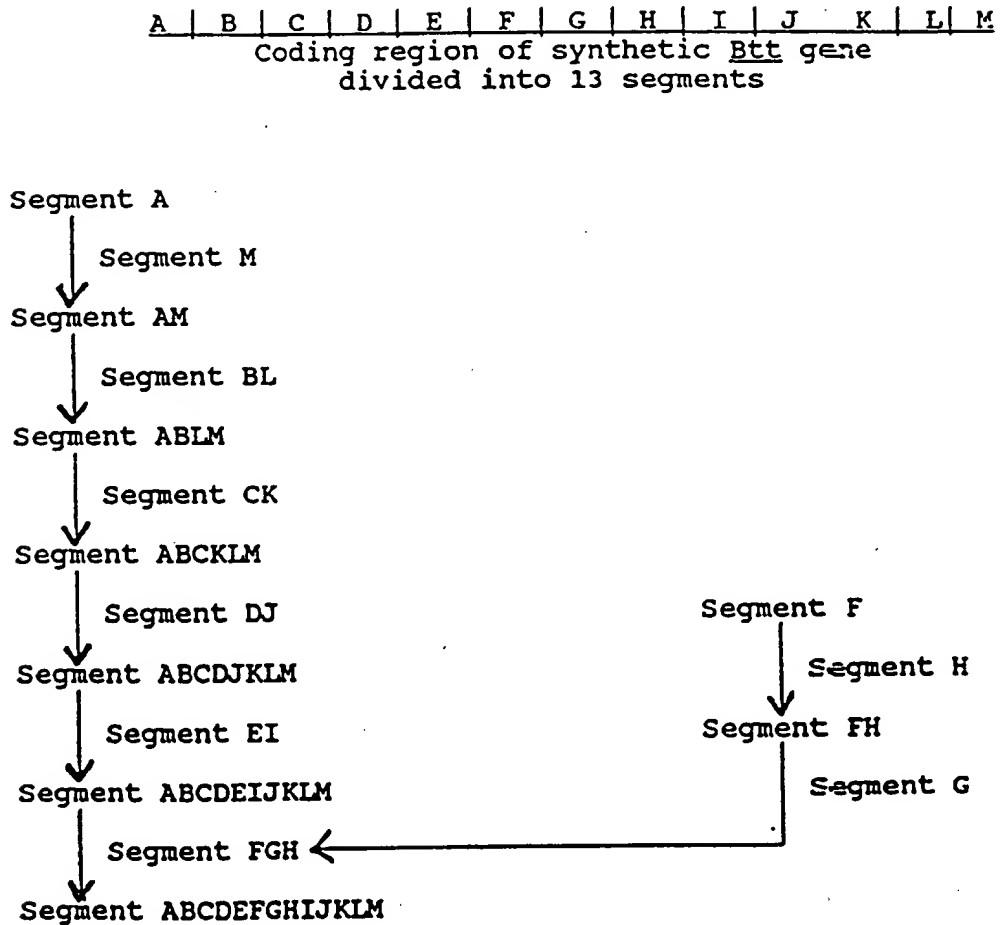 A | B | C | D | E | F | G | H | I | J K | L | M
Coding region of synthetic Btt gene
divided into 13 segments
Segment A
Segment M
Segment AM
Segment BL
Segment ABLM
Segment CK
Segment ABCKLM
Segment DJ
Segment ABCDJKLM
Segment EI
Segment ABCDEIJKLM
Segment FGH
Segment ABCDEFGHIJKLM
Segment F
Segment H
Segment FH
Segment G